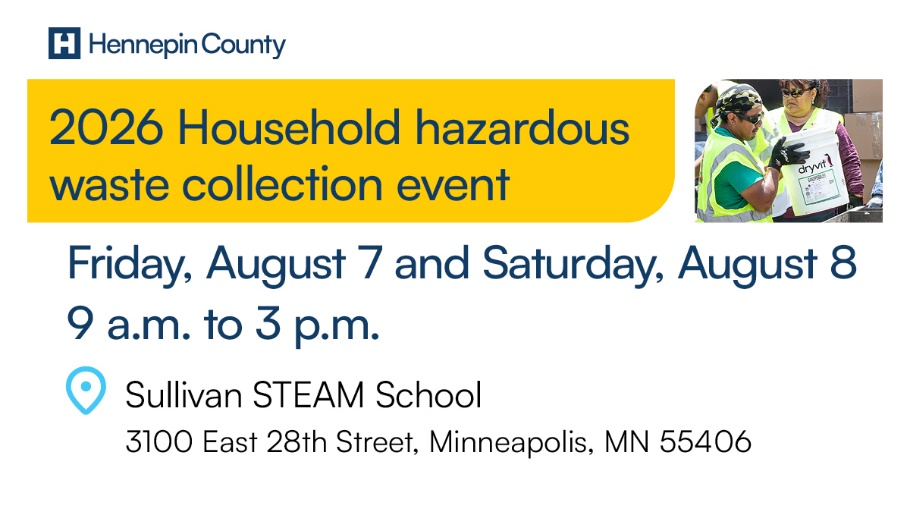 Hennepin County
2026 Household hazardous
waste collection event
dryvit
Friday, August 7 and Saturday, August 8
9 a.m. to 3 p.m.
Sullivan STEAM School
3100 East 28th Street, Minneapolis, MN 55406